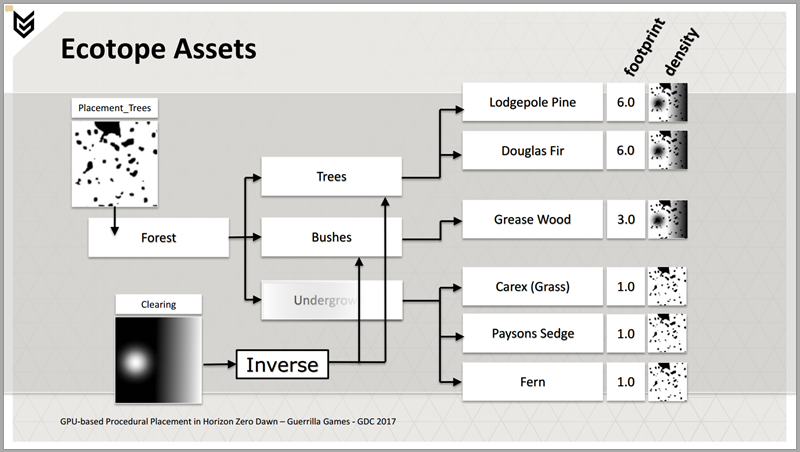 Ecotope Assets
footprint
density
Placement_Trees
Lodgepole Pine 6.0
Douglas Fir 6.0
Trees
Grease Wood 3.0
Forest
Bushes
Carex (Grass) 1.0
Undergrow
Clearing
Paysons Sedge 1.0
Inverse
Fern 1.0
GPU-based Procedural Placement in Horizon Zero Dawn – Guerrilla Games - GDC 2017